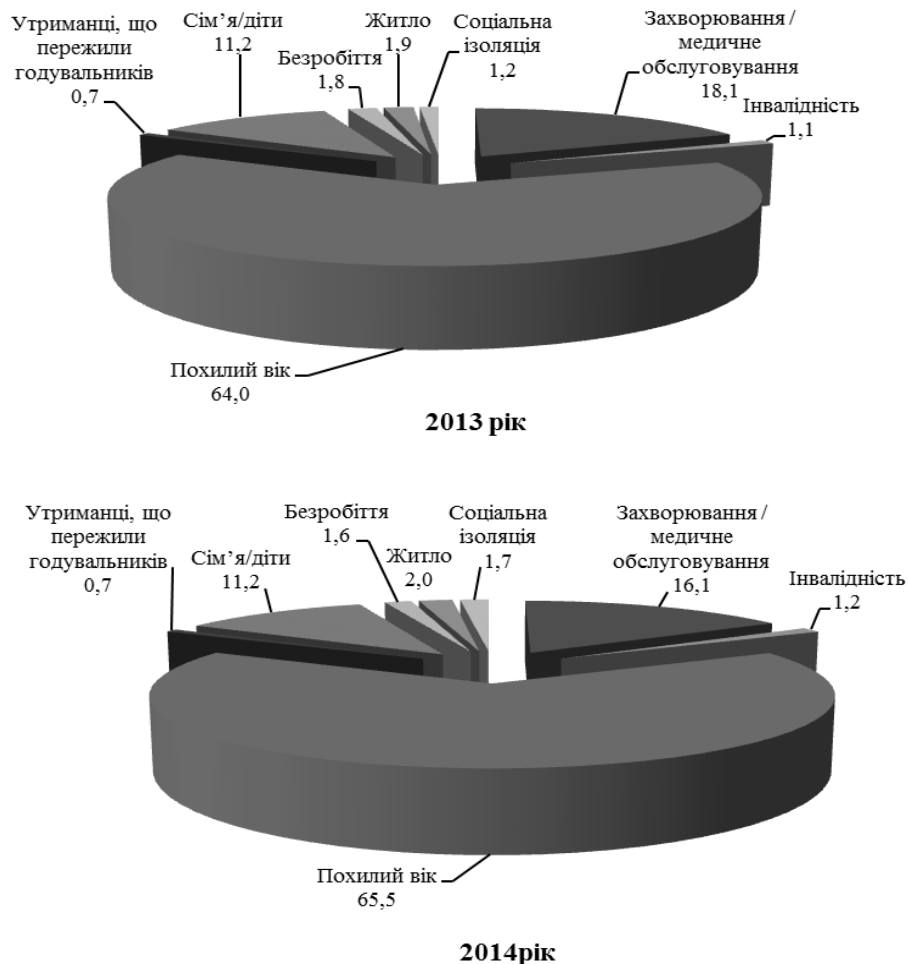 Утриманці, що
пережили
годувальників
0,7
Сім’я/діти
11,2
Безробіття
1,8
Житло
1,9
Соціальна
ізоляція
1,2
Захворювання /
медичне
обслуговування
18,1
Інвалідність
1,1
Похилий вік
64,0
2013 рік
Утриманці, що
пережили
годувальників
0,7
Сім’я/діти
11,2
Безробіття
1,6
Житло
2,0
Соціальна
ізоляція
1,7
Захворювання /
медичне
обслуговування
16,1
Інвалідність
1,2
Похилий вік
65,5
2014рік